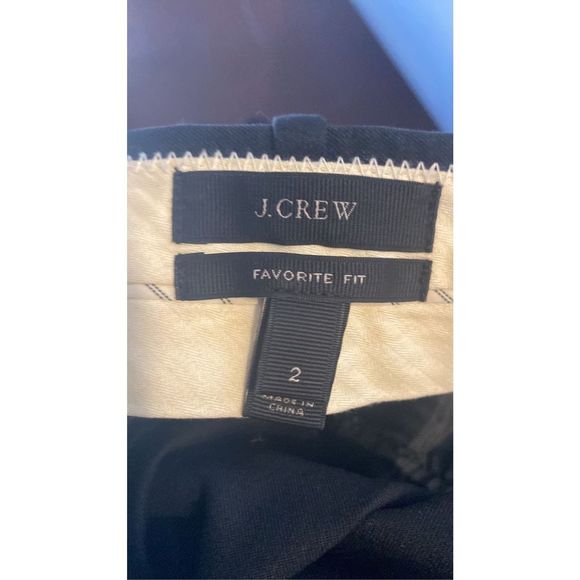 J.CREW
FAVORITE FIT
2
MADE IN
CHINA